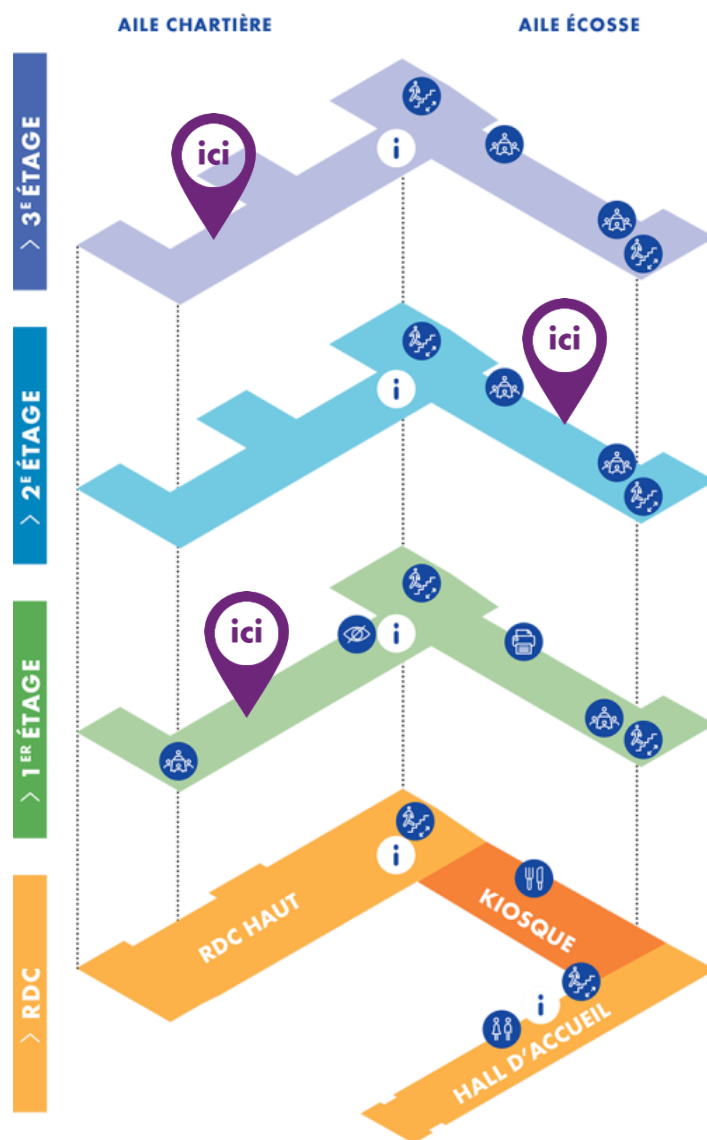 AILE CHARTIÈRE
AILE ÉCOSSE
> 3E ÉTAGE
ici
i
> 2E ÉTAGE
ici
i
> 1ER ÉTAGE
ici
i
> RDC
i
RDC HAUT
KIOSQUE
i
HALL D'ACCUEIL